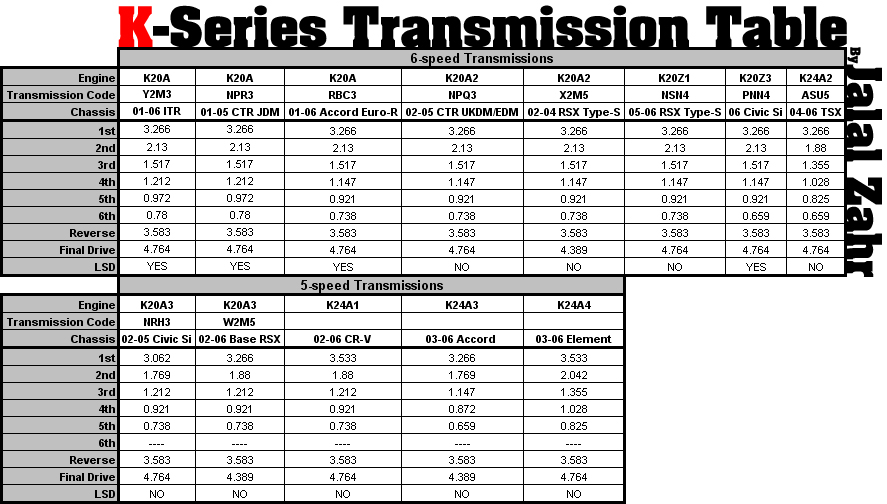 K-Series Transmission Table
By Jalal Zahr
6-speed Transmissions
Engine K20A K20A K20A K20A2 K20A2 K20Z1 K20Z3 K24A2
Transmission Code Y2M3 NPR3 RBC3 NPQ3 X2M5 NSN4 PNN4 ASU5
Chassis 01-06 ITR 01-05 CTR JDM 01-06 Accord Euro-R 02-05 CTR UKDM/EDM 02-04 RSX Type-S 05-06 RSX Type-S 06 Civic Si 04-06 TSX
1st 3.266 3.266 3.266 3.266 3.266 3.266 3.266 3.266
2nd 2.13 2.13 2.13 2.13 2.13 2.13 2.13 1.88
3rd 1.517 1.517 1.517 1.517 1.517 1.517 1.517 1.355
4th 1.212 1.212 1.147 1.147 1.147 1.147 1.147 1.028
5th 0.972 0.972 0.921 0.921 0.921 0.921 0.921 0.825
6th 0.78 0.78 0.738 0.738 0.738 0.738 0.659 0.659
Reverse 3.583 3.583 3.583 3.583 3.583 3.583 3.583 3.583
Final Drive 4.764 4.764 4.764 4.764 4.389 4.764 4.764 4.764
LSD YES YES YES NO NO NO YES NO
5-speed Transmissions
Engine K20A3 K20A3 K24A1 K24A3 K24A4
Transmission Code NRH3 W2M5
Chassis 02-05 Civic Si 02-06 Base RSX 02-06 CR-V 03-06 Accord 03-06 Element
1st 3.062 3.266 3.533 3.266 3.533
2nd 1.769 1.88 1.88 1.769 2.042
3rd 1.212 1.212 1.212 1.147 1.355
4th 0.921 0.921 0.921 0.872 1.028
5th 0.738 0.738 0.738 0.659 0.825
6th ---- ---- ---- ---- ----
Reverse 3.583 3.583 3.583 3.583 3.583
Final Drive 4.764 4.389 4.764 4.389 4.764
LSD NO NO NO NO NO